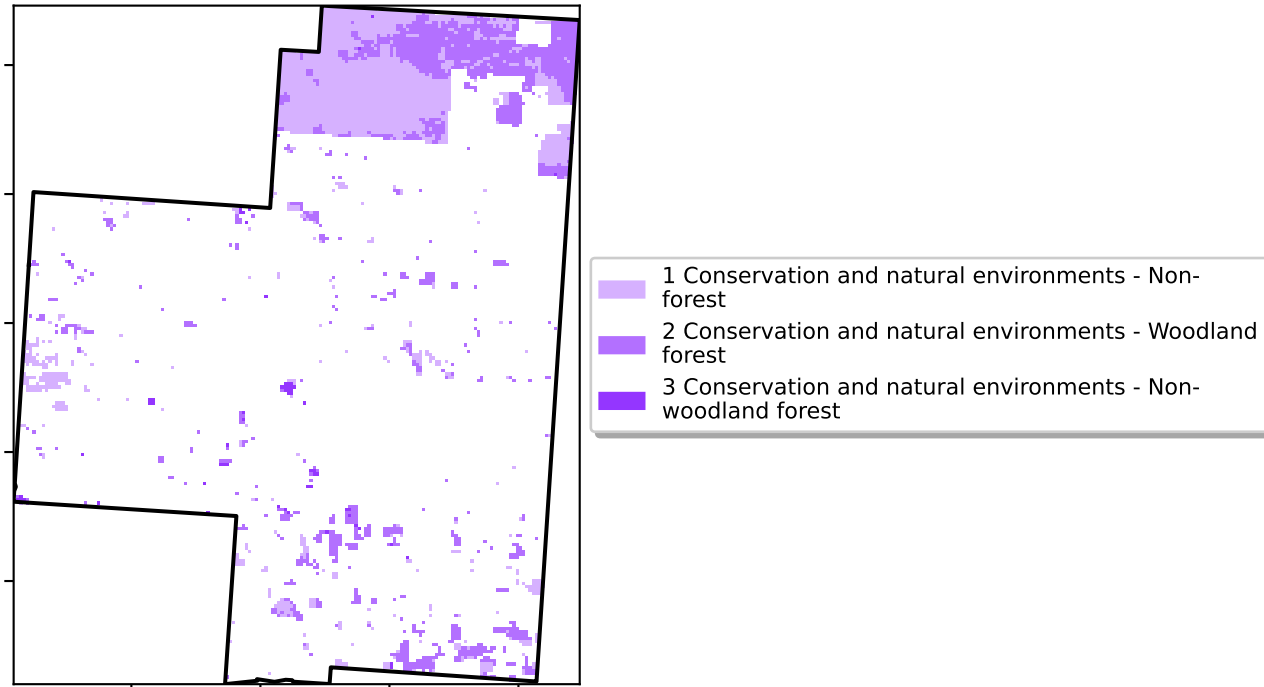 1 Conservation and natural environments - Non-
forest
2 Conservation and natural environments - Woodland
forest
3 Conservation and natural environments - Non-
woodland forest